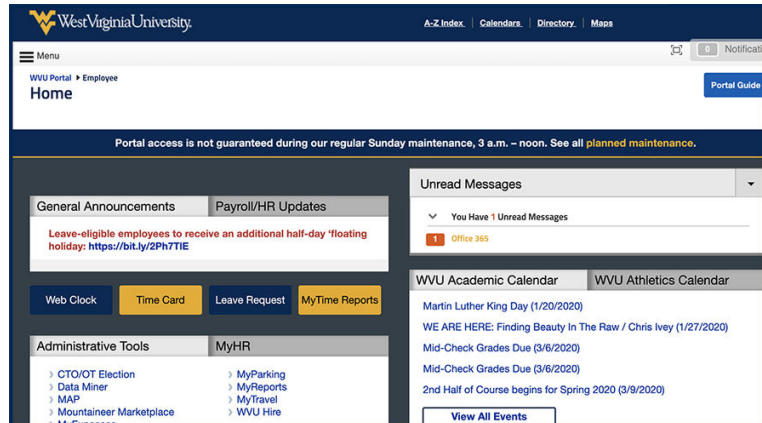 WestVirginiaUniversity.
A-Z Index | Calendars | Directory | Maps
Menu
0
WVU Portal ▸ Employee
Home
Portal Guide
Portal access is not guaranteed during our regular Sunday maintenance, 3 a.m. – noon. See all planned maintenance.
General Announcements
Payroll/HR Updates
Leave-eligible employees to receive an additional half-day ‘floating
holiday: https://bit.ly/2Ph7TIE
Web Clock
Time Card
Leave Request
MyTime Reports
Administrative Tools
MyHR
CTO/OT Election
Data Miner
MAP
Mountaineer Marketplace
MyExpenses
MyParking
MyReports
MyTravel
WVU Hire
Unread Messages
You Have 1 Unread Messages
1 Office 365
WVU Academic Calendar
WVU Athletics Calendar
Martin Luther King Day (1/20/2020)
WE ARE HERE: Finding Beauty In The Raw / Chris Ivey (1/27/2020)
Mid-Check Grades Due (3/6/2020)
Mid-Check Grades Due (3/6/2020)
2nd Half of Course begins for Spring 2020 (3/9/2020)
View All Events